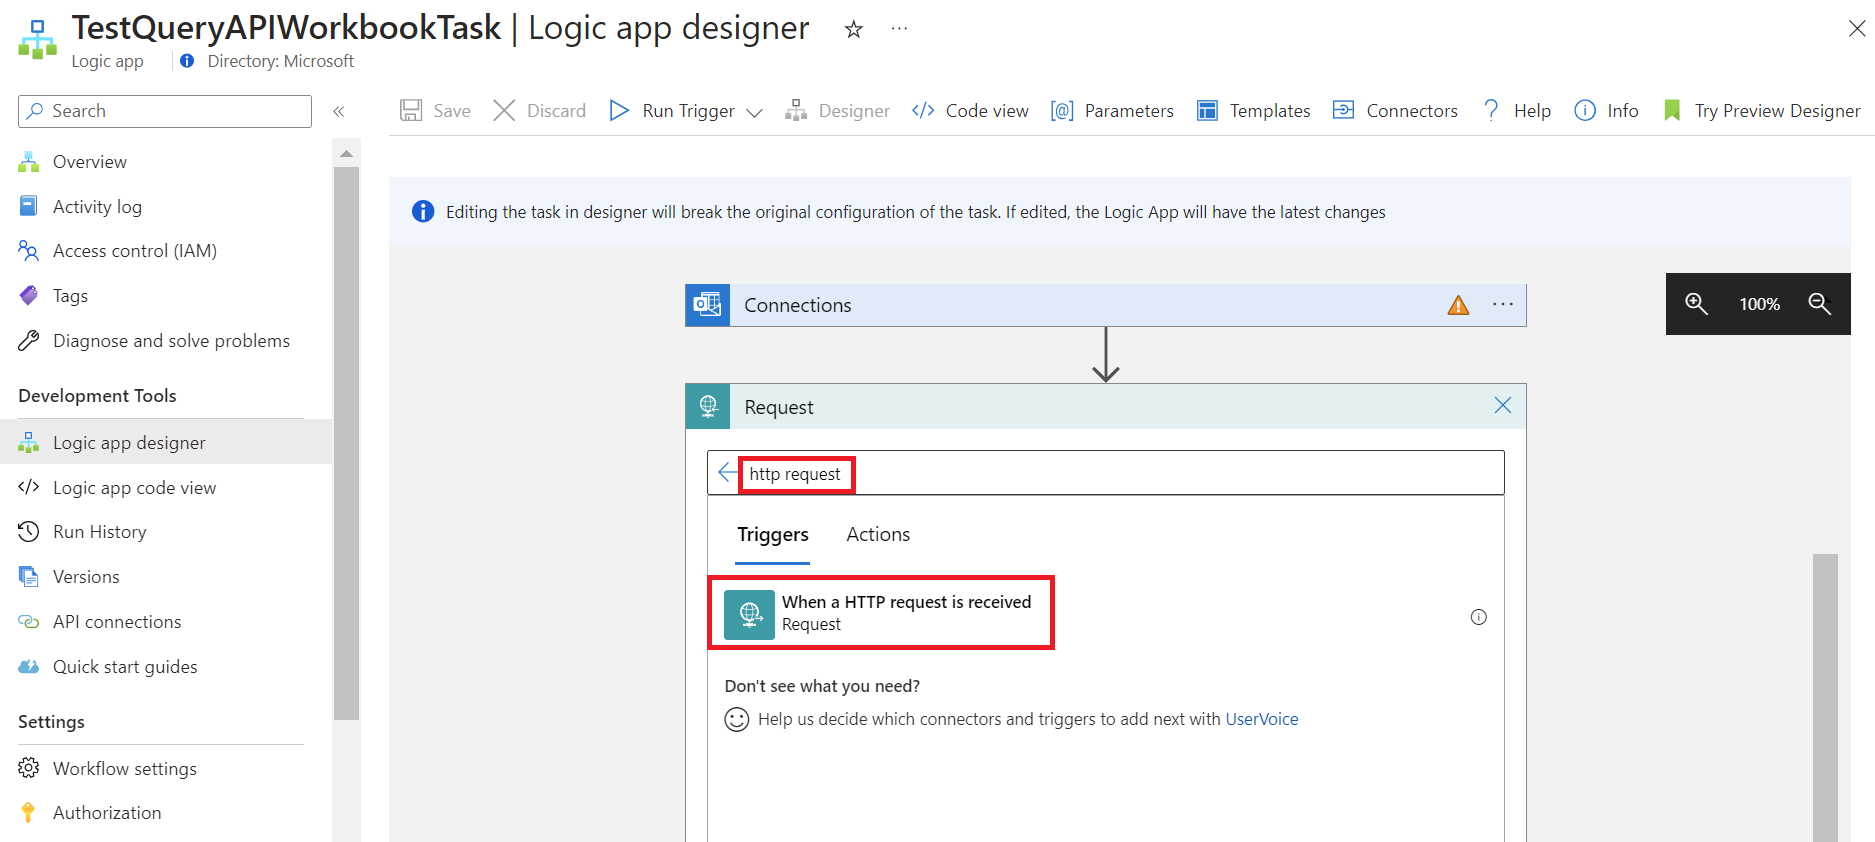 TestQueryAPIWorkbookTask | Logic app designer
Logic app
Directory: Microsoft
Search
Save
Discard
Run Trigger
Designer
Code view
Parameters
Templates
Connectors
Help
Info
Try Preview Designer
Overview
Activity log
Access control (IAM)
Tags
Diagnose and solve problems
Development Tools
Logic app designer
Logic app code view
Run History
Versions
API connections
Quick start guides
Settings
Workflow settings
Authorization
Editing the task in designer will break the original configuration of the task. If edited, the Logic App will have the latest changes
Connections
100%
Request
http request
Triggers
Actions
When a HTTP request is received
Request
Don't see what you need?
Help us decide which connectors and triggers to add next with UserVoice